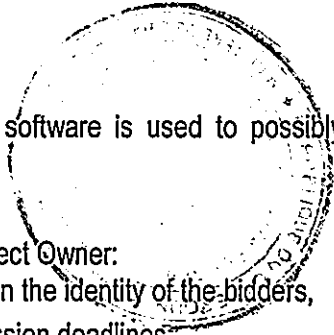 software is used to possibly
ect Owner:
n the identity of the bidders,
ssion deadlines